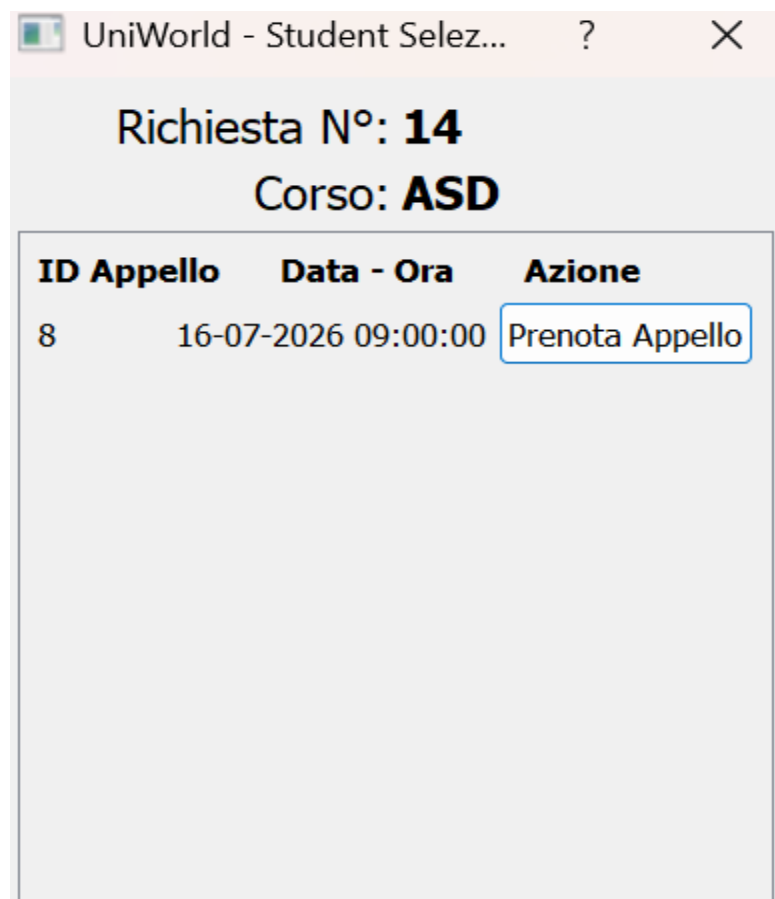 UniWorld - Student Selez... ?
Richiesta N°: 14
Corso: ASD
ID Appello Data - Ora Azione
8 16-07-2026 09:00:00 Prenota Appello